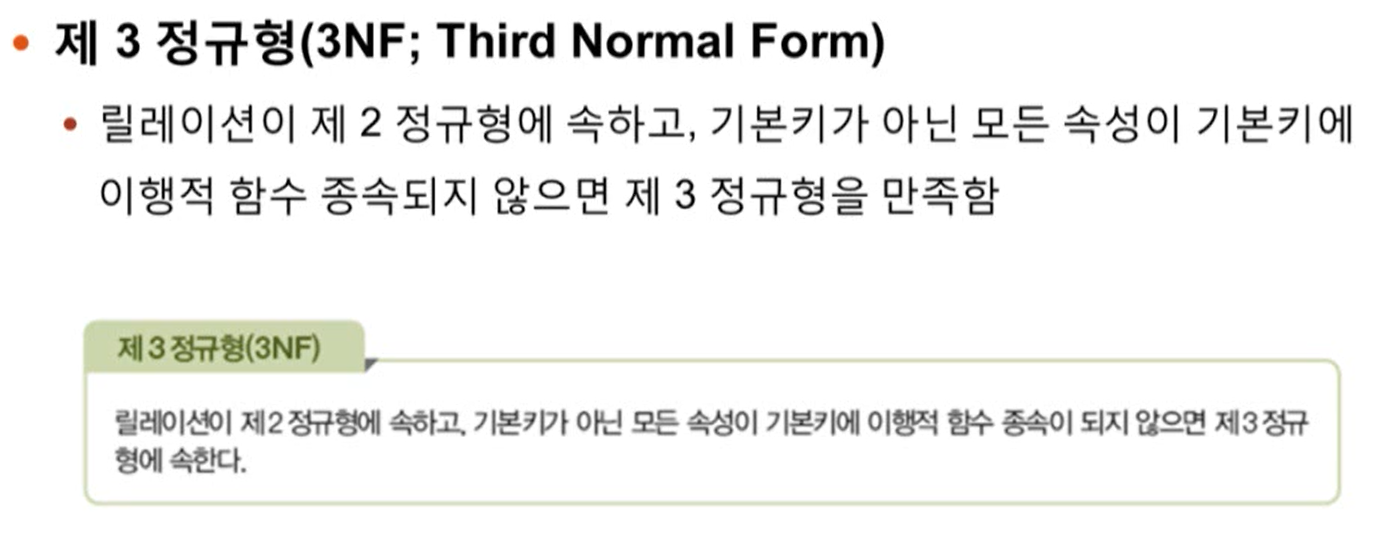 • 제 3 정규형(3NF; Third Normal Form)
• 릴레이션이 제 2 정규형에 속하고, 기본키가 아닌 모든 속성이 기본키에
이행적 함수 종속되지 않으면 제 3 정규형을 만족함
제 3 정규형(3NF)
릴레이션이 제 2 정규형에 속하고, 기본키가 아닌 모든 속성이 기본키에 이행적 함수 종속이 되지 않으면 제 3 정규
형에 속한다.